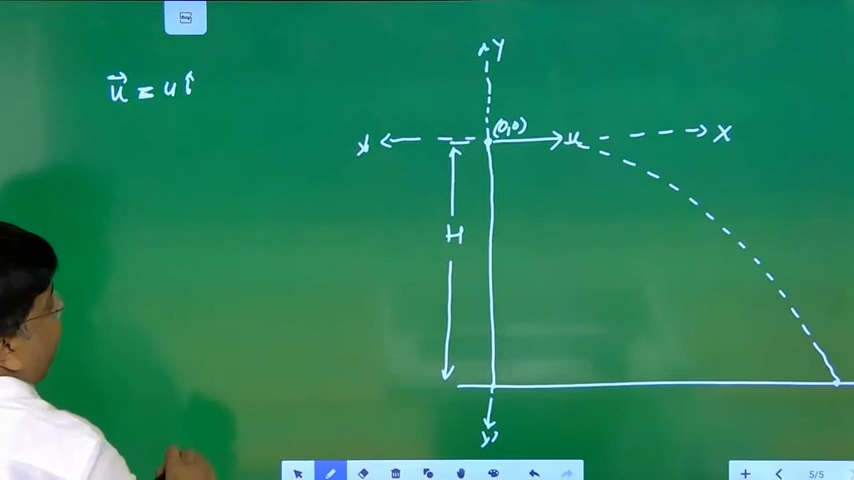 u⃗ = u î
Y
(0,0)
u
X
H
y'
5/5